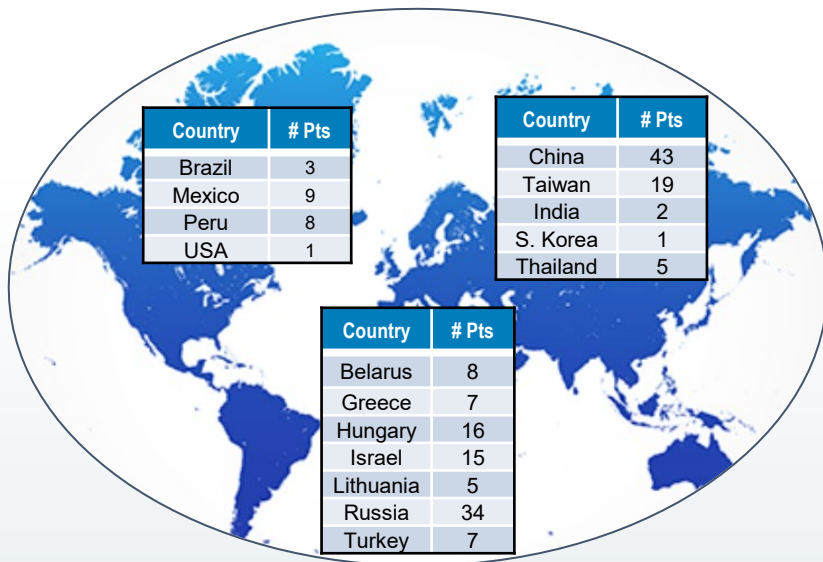 Country # Pts
Brazil 3
Mexico 9
Peru 8
USA 1
Country # Pts
China 43
Taiwan 19
India 2
S. Korea 1
Thailand 5
Country # Pts
Belarus 8
Greece 7
Hungary 16
Israel 15
Lithuania 5
Russia 34
Turkey 7